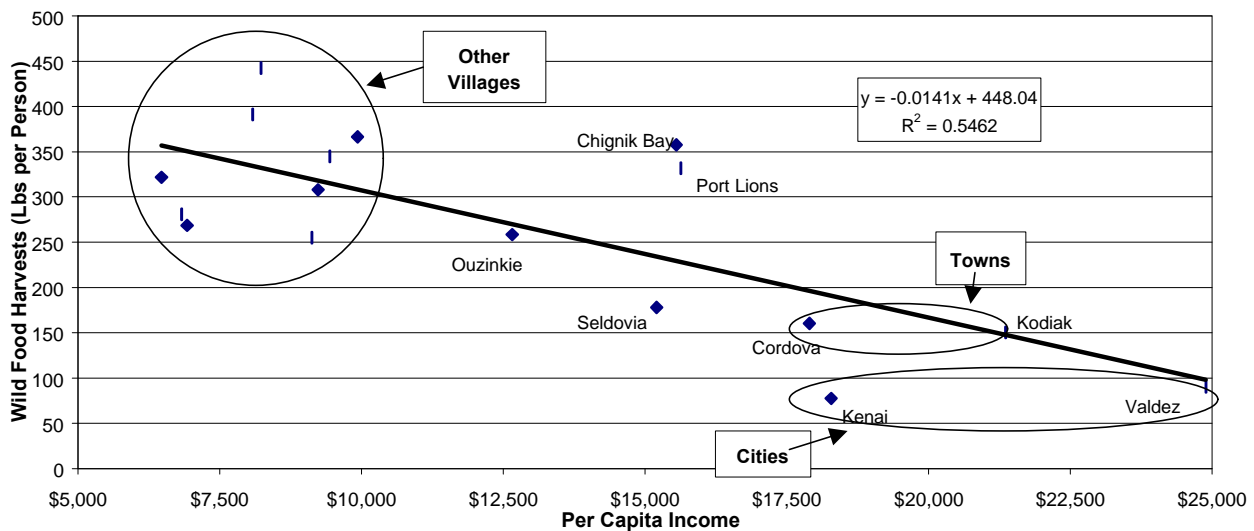 Wild Food Harvests (Lbs per Person)
500
450
400
350
300
250
200
150
100
50
0
Other
Villages
y = -0.0141x + 448.04
R² = 0.5462
Chignik Bay
Port Lions
Ouzinkie
Towns
Seldovia
Kodiak
Cordova
Kenai
Valdez
Cities
$5,000
$7,500
$10,000
$12,500
$15,000
$17,500
$20,000
$22,500
$25,000
Per Capita Income